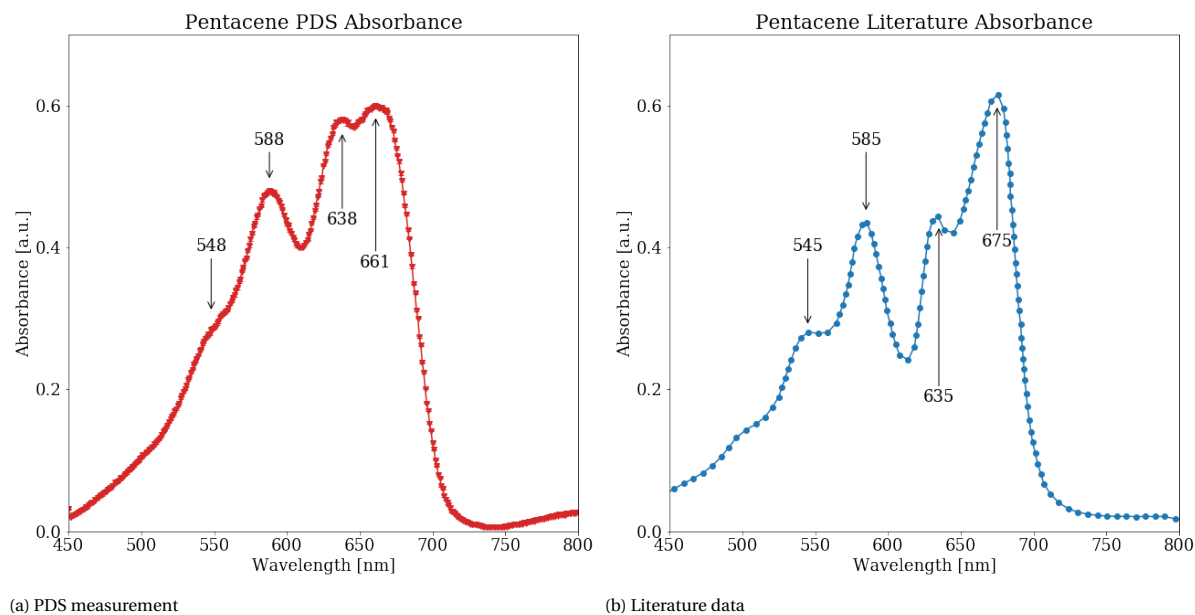 Pentacene PDS Absorbance
Absorbance [a.u.]
0.6
0.4
0.2
0.0
548
588
638
661
450 500 550 600 650 700 750 800
Wavelength [nm]
(a) PDS measurement
Pentacene Literature Absorbance
Absorbance [a.u.]
0.6
0.4
0.2
0.0
545
585
635
675
450 500 550 600 650 700 750 800
Wavelength [nm]
(b) Literature data